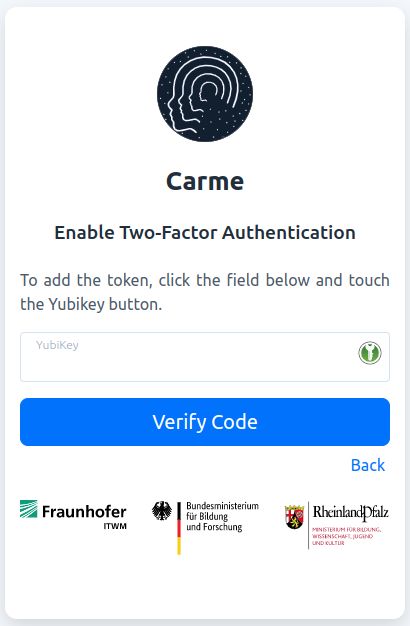 Carme
Enable Two-Factor Authentication
To add the token, click the field below and touch
the Yubikey button.
YubiKey
Verify Code
Back
Fraunhofer
ITWM
Bundesministerium
für Bildung
und Forschung
RheinlandPfalz
MINISTERIUM FÜR BILDUNG,
WISSENSCHAFT, JUGEND
UND KULTUR